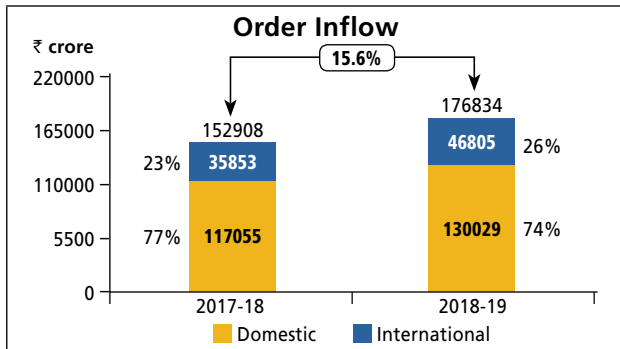 Order Inflow
₹ crore
15.6%
220000
176834
165000
152908
23% 35853 46805 26%
110000
77% 117055 130029 74%
5500
0
2017-18 2018-19
Domestic International